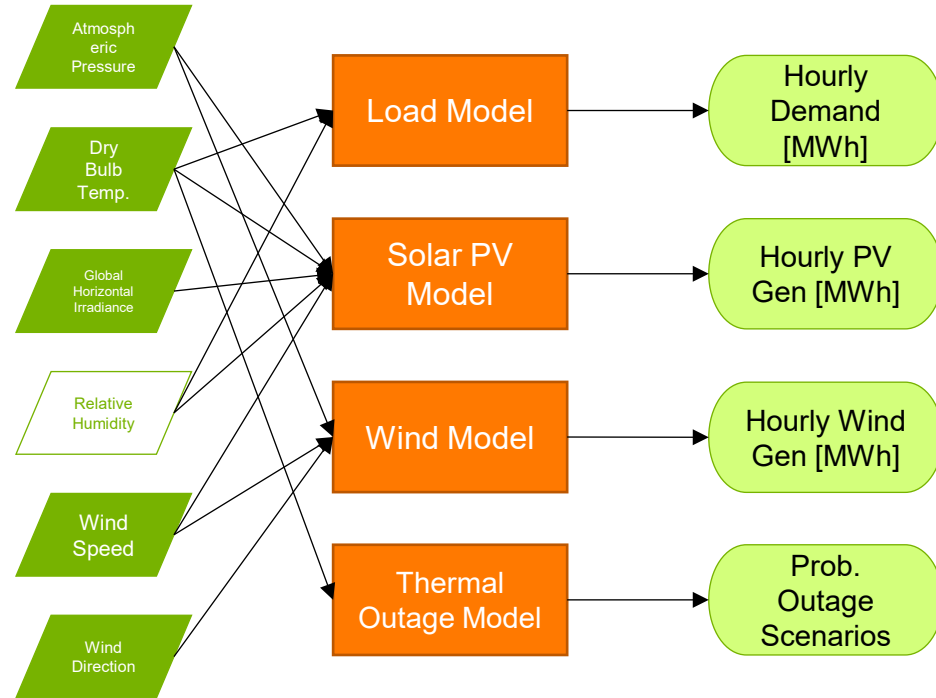 Atmosph
eric
Pressure
Dry
Bulb
Temp.
Global
Horizontal
Irradiance
Relative
Humidity
Wind
Speed
Wind
Direction
Load Model
Solar PV
Model
Wind Model
Thermal
Outage Model
Hourly
Demand
[MWh]
Hourly PV
Gen [MWh]
Hourly Wind
Gen [MWh]
Prob.
Outage
Scenarios